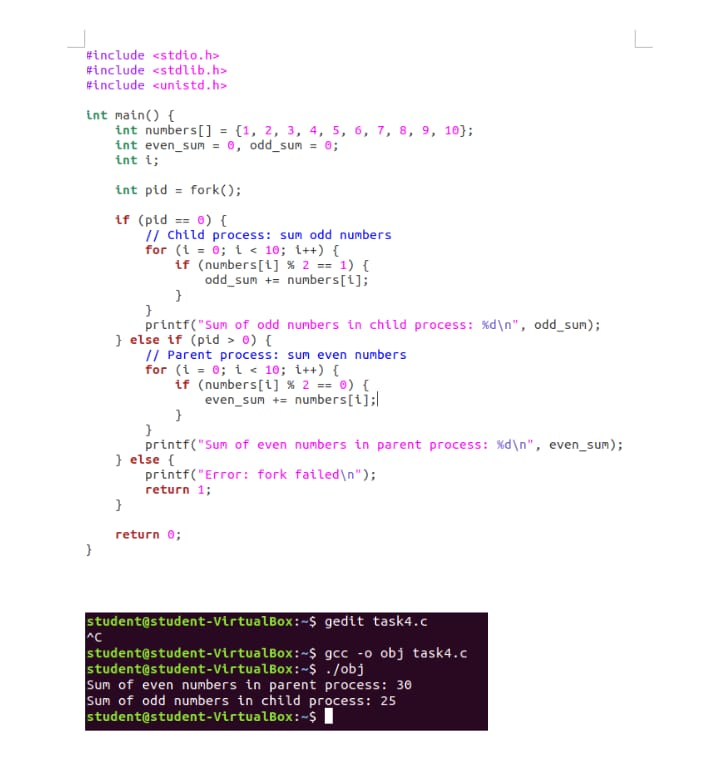 #include <stdio.h>
#include <stdlib.h>
#include <unistd.h>

int main() {
    int numbers[] = {1, 2, 3, 4, 5, 6, 7, 8, 9, 10};
    int even_sum = 0, odd_sum = 0;
    int i;

    int pid = fork();

    if (pid == 0) {
        // Child process: sum odd numbers
        for (i = 0; i < 10; i++) {
            if (numbers[i] % 2 == 1) {
                odd_sum += numbers[i];
            }
        }
        printf("Sum of odd numbers in child process: %d\n", odd_sum);
    } else if (pid > 0) {
        // Parent process: sum even numbers
        for (i = 0; i < 10; i++) {
            if (numbers[i] % 2 == 0) {
                even_sum += numbers[i];
            }
        }
        printf("Sum of even numbers in parent process: %d\n", even_sum);
    } else {
        printf("Error: fork failed\n");
        return 1;
    }

    return 0;
}

student@student-VirtualBox:~$ gedit task4.c
^C
student@student-VirtualBox:~$ gcc -o obj task4.c
student@student-VirtualBox:~$ ./obj
Sum of even numbers in parent process: 30
Sum of odd numbers in child process: 25
student@student-VirtualBox:~$